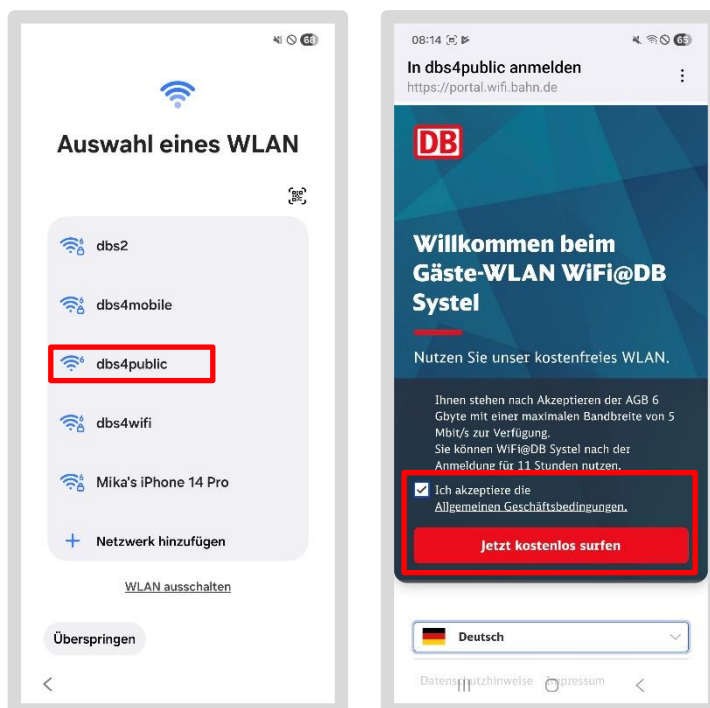 68
Auswahl eines WLAN
dbs2
dbs4mobile
dbs4public
dbs4wifi
Mika's iPhone 14 Pro
+ Netzwerk hinzufügen
WLAN ausschalten
Überspringen
08:14
65
In dbs4public anmelden
https://portal.wifi.bahn.de
DB
Willkommen beim
Gäste-WLAN WiFi@DB
Systel
Nutzen Sie unser kostenfreies WLAN.
Ihnen stehen nach Akzeptieren der AGB 6
Gbyte mit einer maximalen Bandbreite von 5
Mbit/s zur Verfügung.
Sie können WiFi@DB Systel nach der
Anmeldung für 11 Stunden nutzen.
Ich akzeptiere die
Allgemeinen Geschäftsbedingungen.
Jetzt kostenlos surfen
Deutsch
Datenschutzhinweise Impressum